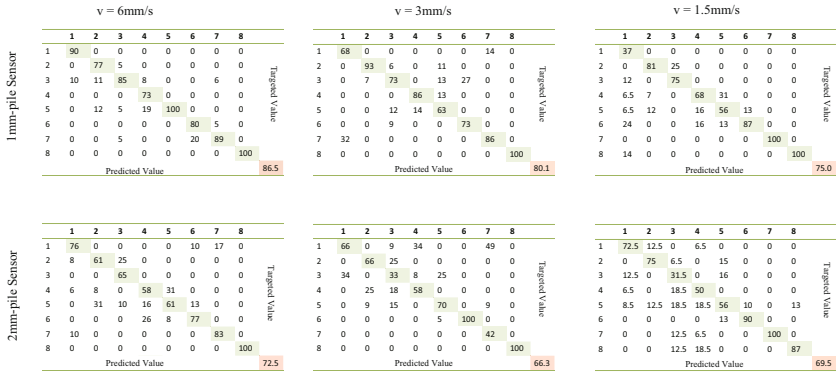 v = 6mm/s
v = 3mm/s
v = 1.5mm/s
1mm-pile Sensor
1 2 3 4 5 6 7 8
1 90 0 0 0 0 0 0 0
2 0 77 5 0 0 0 0 0
3 10 11 85 8 0 0 6 0
4 0 0 0 73 0 0 0 0
5 0 12 5 19 100 0 0 0
6 0 0 0 0 0 80 5 0
7 0 0 5 0 0 20 89 0
8 0 0 0 0 0 0 0 100
Targeted Value
Predicted Value 86.5
1 2 3 4 5 6 7 8
1 68 0 0 0 0 0 14 0
2 0 93 6 0 11 0 0 0
3 0 7 73 0 13 27 0 0
4 0 0 0 86 13 0 0 0
5 0 0 12 14 63 0 0 0
6 0 0 9 0 0 73 0 0
7 32 0 0 0 0 0 86 0
8 0 0 0 0 0 0 0 100
Targeted Value
Predicted Value 80.1
1 2 3 4 5 6 7 8
1 37 0 0 0 0 0 0 0
2 0 81 25 0 0 0 0 0
3 12 0 75 0 0 0 0 0
4 6.5 7 0 68 31 0 0 0
5 6.5 12 0 16 56 13 0 0
6 24 0 0 16 13 87 0 0
7 0 0 0 0 0 0 100 0
8 14 0 0 0 0 0 0 100
Targeted Value
Predicted Value 75.0
2mm-pile Sensor
1 2 3 4 5 6 7 8
1 76 0 0 0 0 10 17 0
2 8 61 25 0 0 0 0 0
3 0 0 65 0 0 0 0 0
4 6 8 0 58 31 0 0 0
5 0 31 10 16 61 13 0 0
6 0 0 0 26 8 77 0 0
7 10 0 0 0 0 0 83 0
8 0 0 0 0 0 0 0 100
Targeted Value
Predicted Value 72.5
1 2 3 4 5 6 7 8
1 66 0 9 34 0 0 49 0
2 0 66 25 0 0 0 0 0
3 34 0 33 8 25 0 0 0
4 0 25 18 58 0 0 0 0
5 0 9 15 0 70 0 9 0
6 0 0 0 0 5 100 0 0
7 0 0 0 0 0 0 42 0
8 0 0 0 0 0 0 0 100
Targeted Value
Predicted Value 66.3
1 2 3 4 5 6 7 8
1 72.5 12.5 0 6.5 0 0 0 0
2 0 75 6.5 0 15 0 0 0
3 12.5 0 31.5 0 16 0 0 0
4 6.5 0 18.5 50 0 0 0 0
5 8.5 12.5 18.5 18.5 56 10 0 13
6 0 0 0 0 13 90 0 0
7 0 0 12.5 6.5 0 0 100 0
8 0 0 12.5 18.5 0 0 0 87
Targeted Value
Predicted Value 69.5